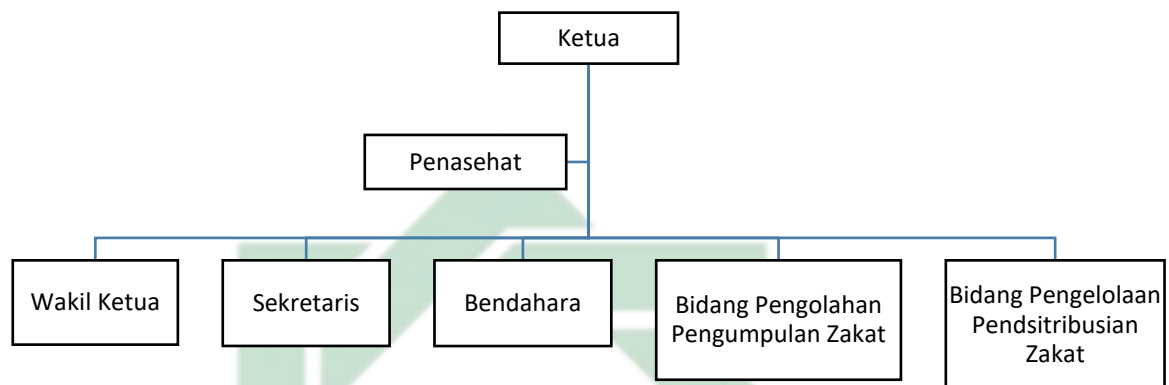 Ketua
Penasehat
Wakil Ketua
Sekretaris
Bendahara
Bidang Pengolahan
Pengumpulan Zakat
Bidang Pengelolaan
Pendsitribusian
Zakat